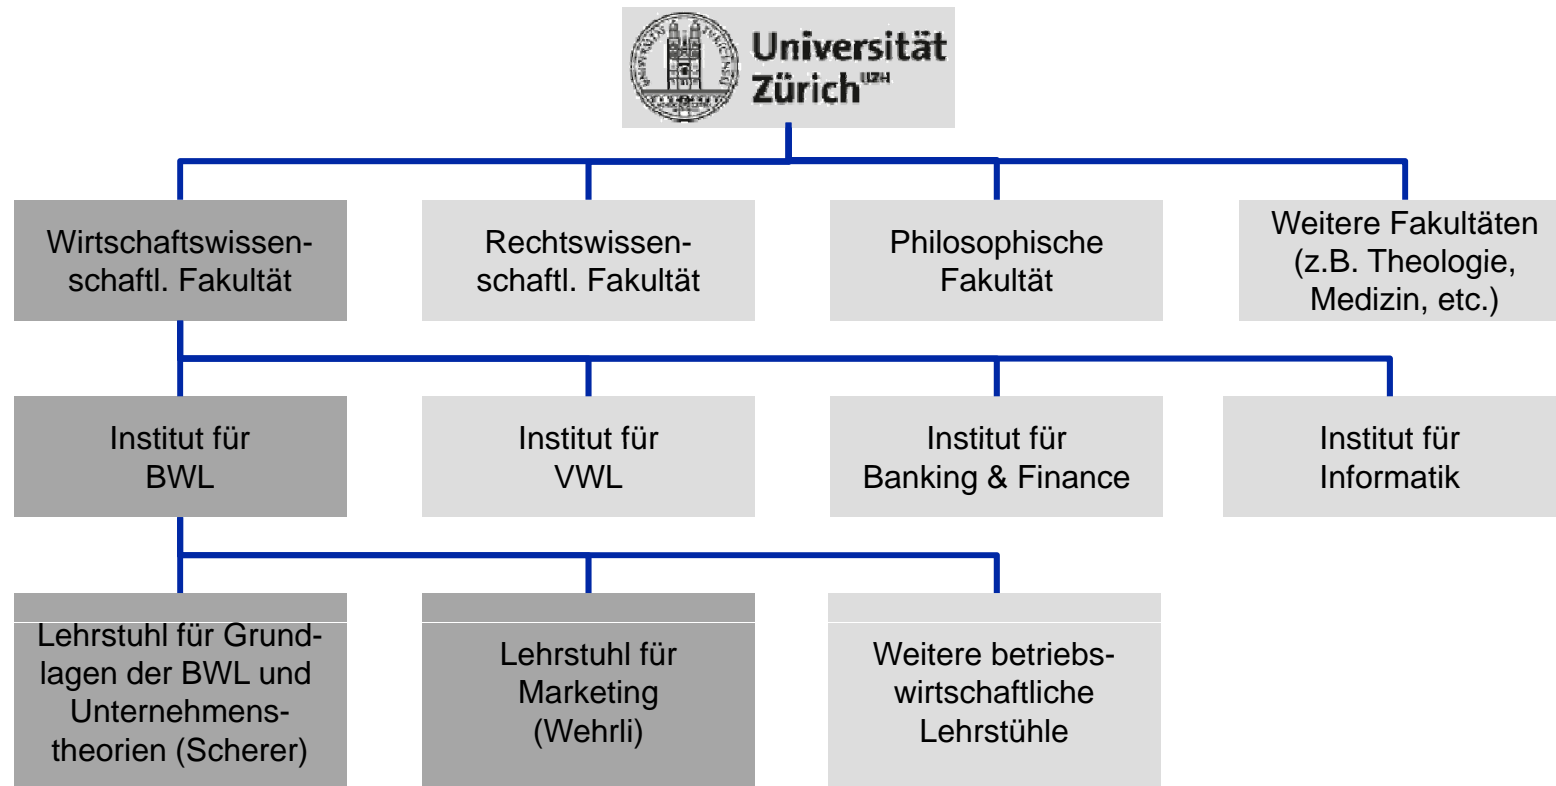 Universität
Zürich UZH
Wirtschaftswissen-
schaftl. Fakultät
Rechtswissen-
schaftl. Fakultät
Philosophische
Fakultät
Weitere Fakultäten
(z.B. Theologie,
Medizin, etc.)
Institut für
BWL
Institut für
VWL
Institut für
Banking & Finance
Institut für
Informatik
Lehrstuhl für Grund-
lagen der BWL und
Unternehmens-
theorien (Scherer)
Lehrstuhl für
Marketing
(Wehrli)
Weitere betriebs-
wirtschaftliche
Lehrstühle